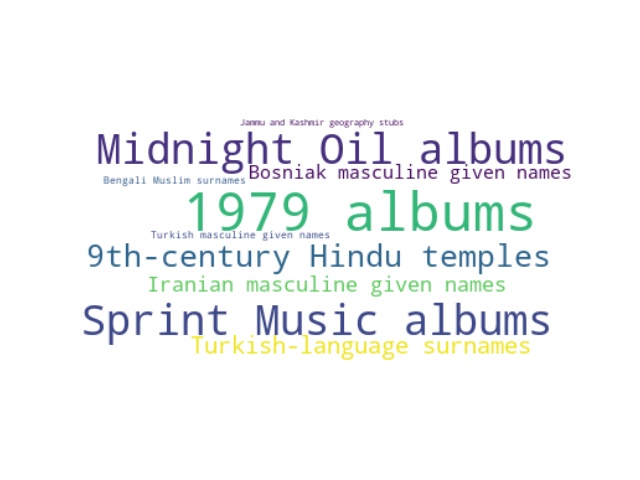 Jammu and Kashmir geography stubs
Midnight Oil albums
Bosniak masculine given names
Bengali Muslim surnames
1979 albums
Turkish masculine given names
9th-century Hindu temples
Iranian masculine given names
Sprint Music albums
Turkish-language surnames